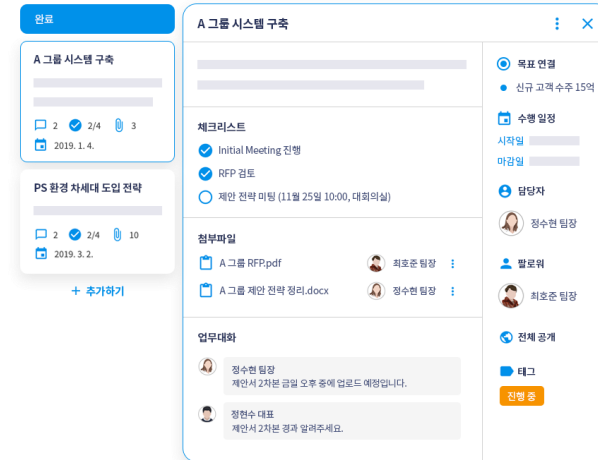 완료
A 그룹 시스템 구축
2 2/4 3
2019. 1. 4.
PS 환경 차세대 도입 전략
2 2/4 10
2019. 3. 2.
+ 추가하기
A 그룹 시스템 구축
체크리스트
Initial Meeting 진행
RFP 검토
제안 전략 미팅 (11월 25일 10:00, 대회의실)
첨부파일
A 그룹 RFP.pdf 최호준 팀장
A 그룹 제안 전략 정리.docx 정수현 팀장
업무대화
정수현 팀장
제안서 2차본 금일 오후 중에 업로드 예정입니다.
정현수 대표
제안서 2차본 경과 알려주세요.
목표 연결
신규 고객수주 15억
수행 일정
시작일
마감일
담당자
정수현 팀장
팔로워
최호준 팀장
전체 공개
태그
진행 중